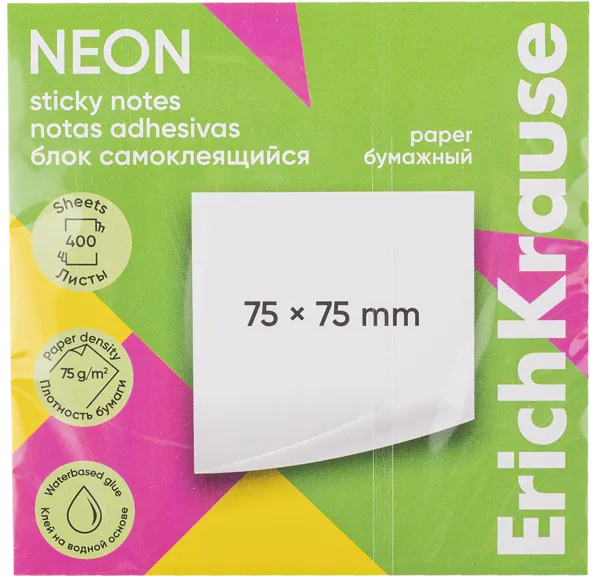 NEON
sticky notes
notas adhesivas
блок самоклеящийся
paper
бумажный
ErichKrause
Sheets
400
Листы
75 × 75 mm
Paper density
75 g/m²
Плотность бумаги
Waterbased glue
Клей на водной основе